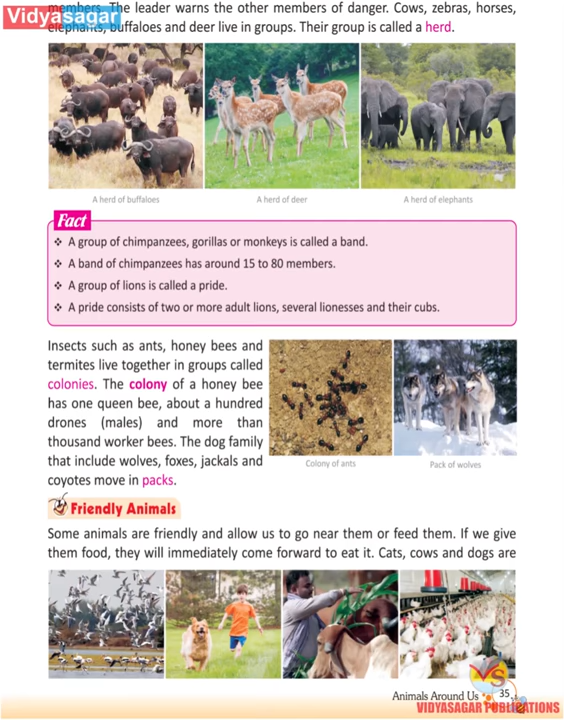 Vidyasagar
members. The leader warns the other members of danger. Cows, zebras, horses,
elephants, buffaloes and deer live in groups. Their group is called a herd.
A herd of buffaloes
A herd of deer
A herd of elephants
Fact
❖ A group of chimpanzees, gorillas or monkeys is called a band.
❖ A band of chimpanzees has around 15 to 80 members.
❖ A group of lions is called a pride.
❖ A pride consists of two or more adult lions, several lionesses and their cubs.
Insects such as ants, honey bees and
termites live together in groups called
colonies. The colony of a honey bee
has one queen bee, about a hundred
drones (males) and more than
thousand worker bees. The dog family
that include wolves, foxes, jackals and
coyotes move in packs.
Colony of ants
Pack of wolves
Friendly Animals
Some animals are friendly and allow us to go near them or feed them. If we give
them food, they will immediately come forward to eat it. Cats, cows and dogs are
VS
Animals Around Us • 35
VIDYASAGAR PUBLICATIONS